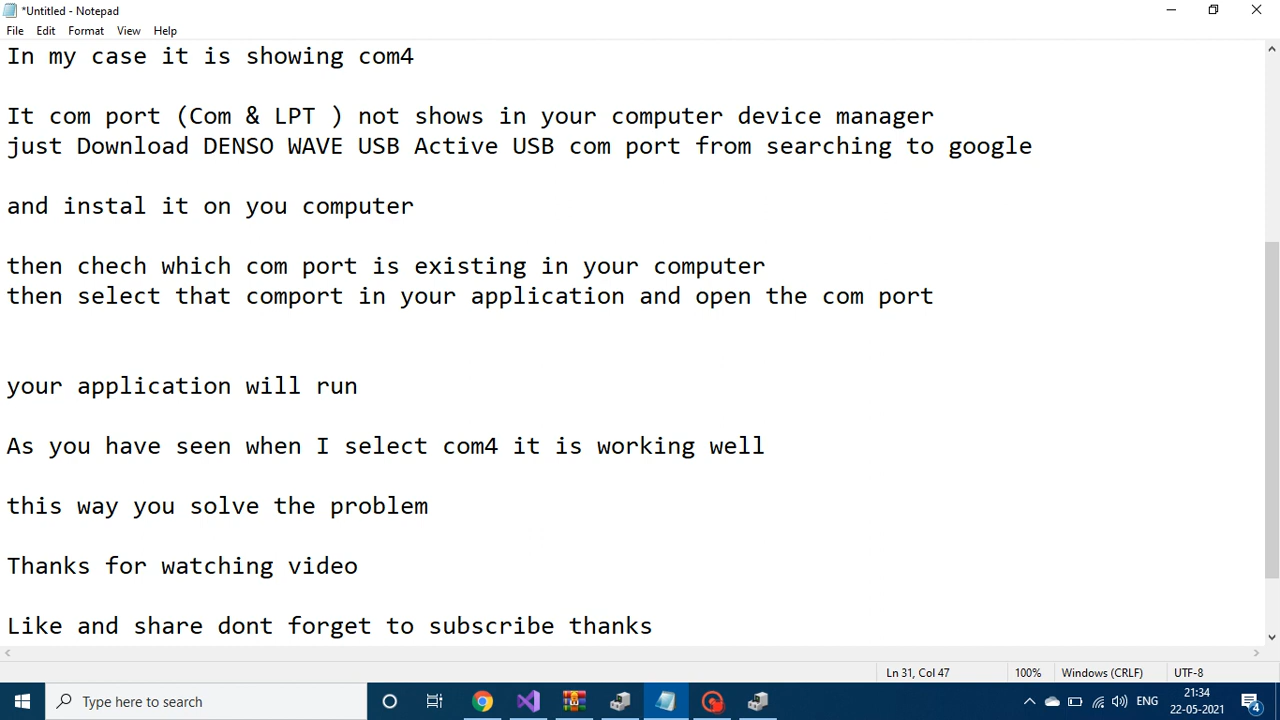 *Untitled - Notepad
File Edit Format View Help
In my case it is showing com4
It com port (Com & LPT ) not shows in your computer device manager
just Download DENSO WAVE USB Active USB com port from searching to google
and instal it on you computer
then chech which com port is existing in your computer
then select that comport in your application and open the com port
your application will run
As you have seen when I select com4 it is working well
this way you solve the problem
Thanks for watching video
Like and share dont forget to subscribe thanks
Ln 31, Col 47 100% Windows (CRLF) UTF-8
Type here to search ENG 21:34
22-05-2021 4